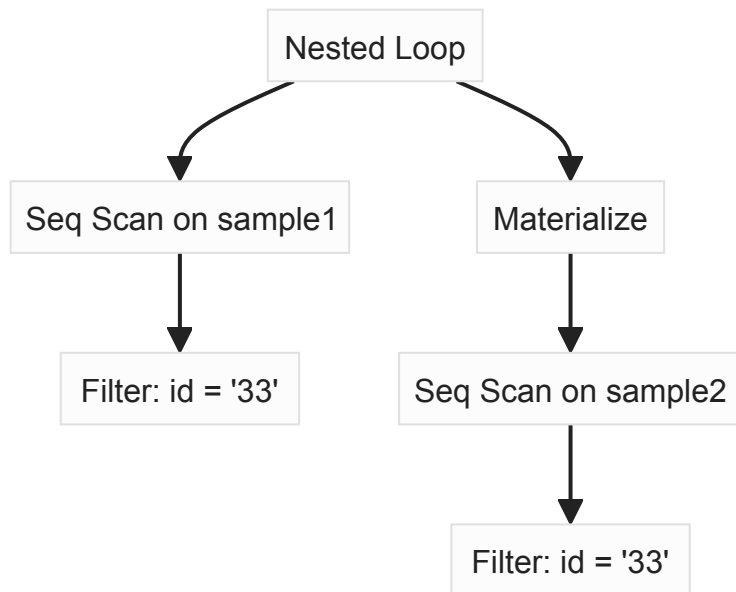 Nested Loop
Seq Scan on sample1
Materialize
Filter: id = '33'
Seq Scan on sample2
Filter: id = '33'